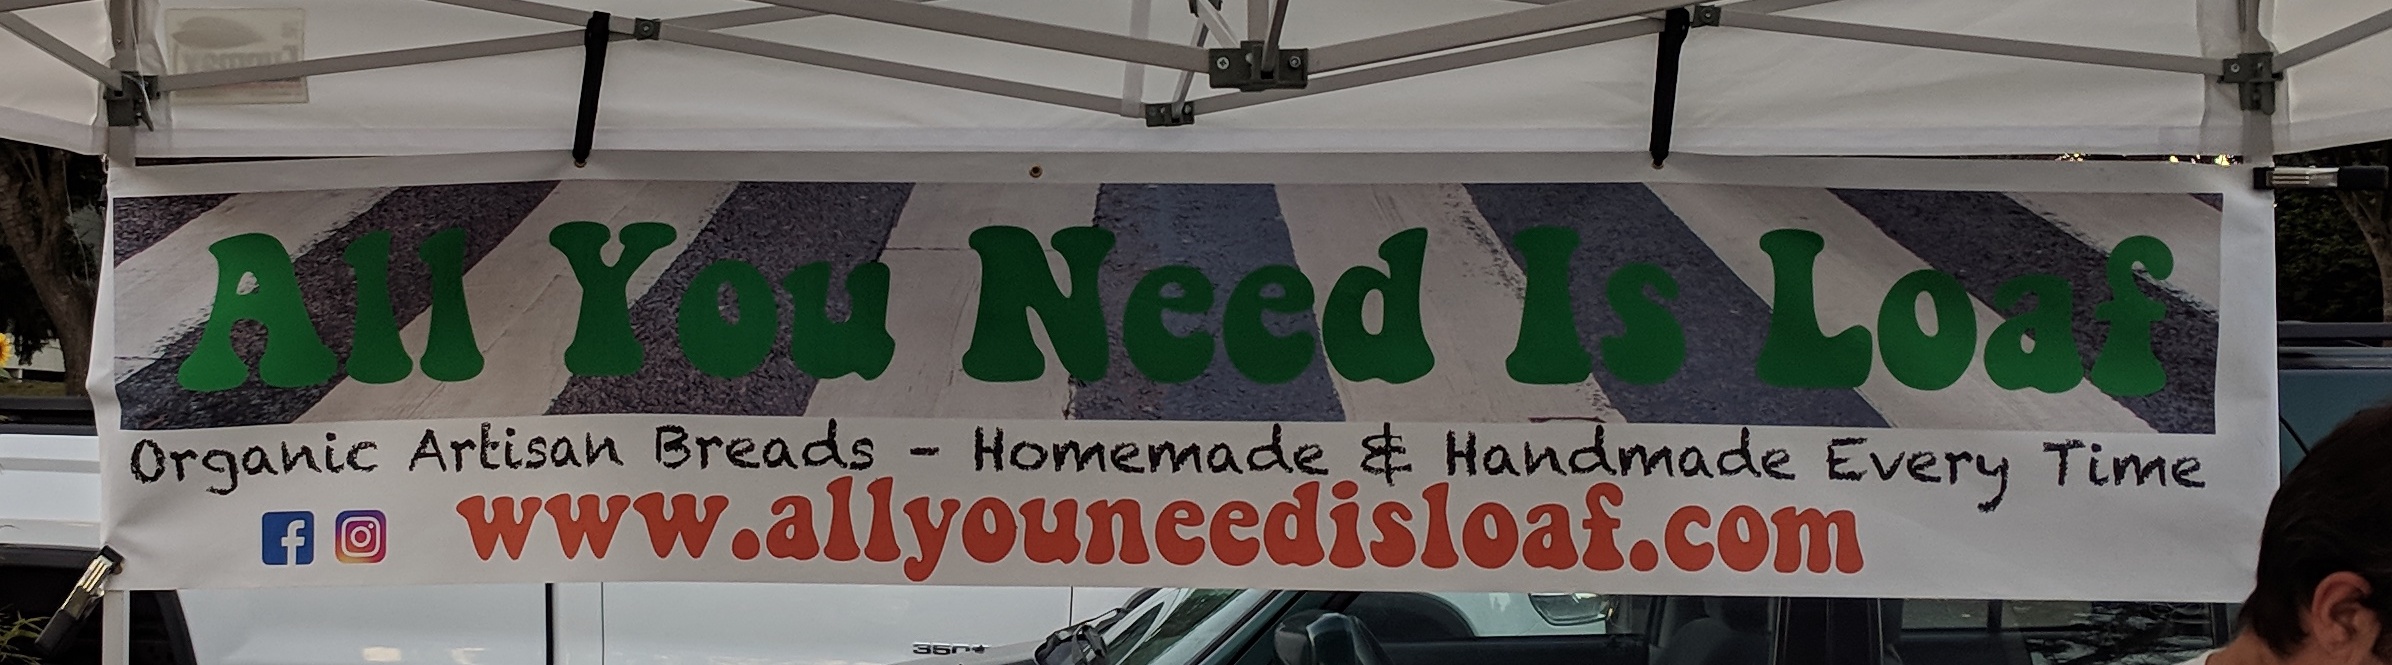 All You Need Is Loaf
Organic Artisan Breads - Homemade & Handmade Every Time
www.allyouneedisloaf.com